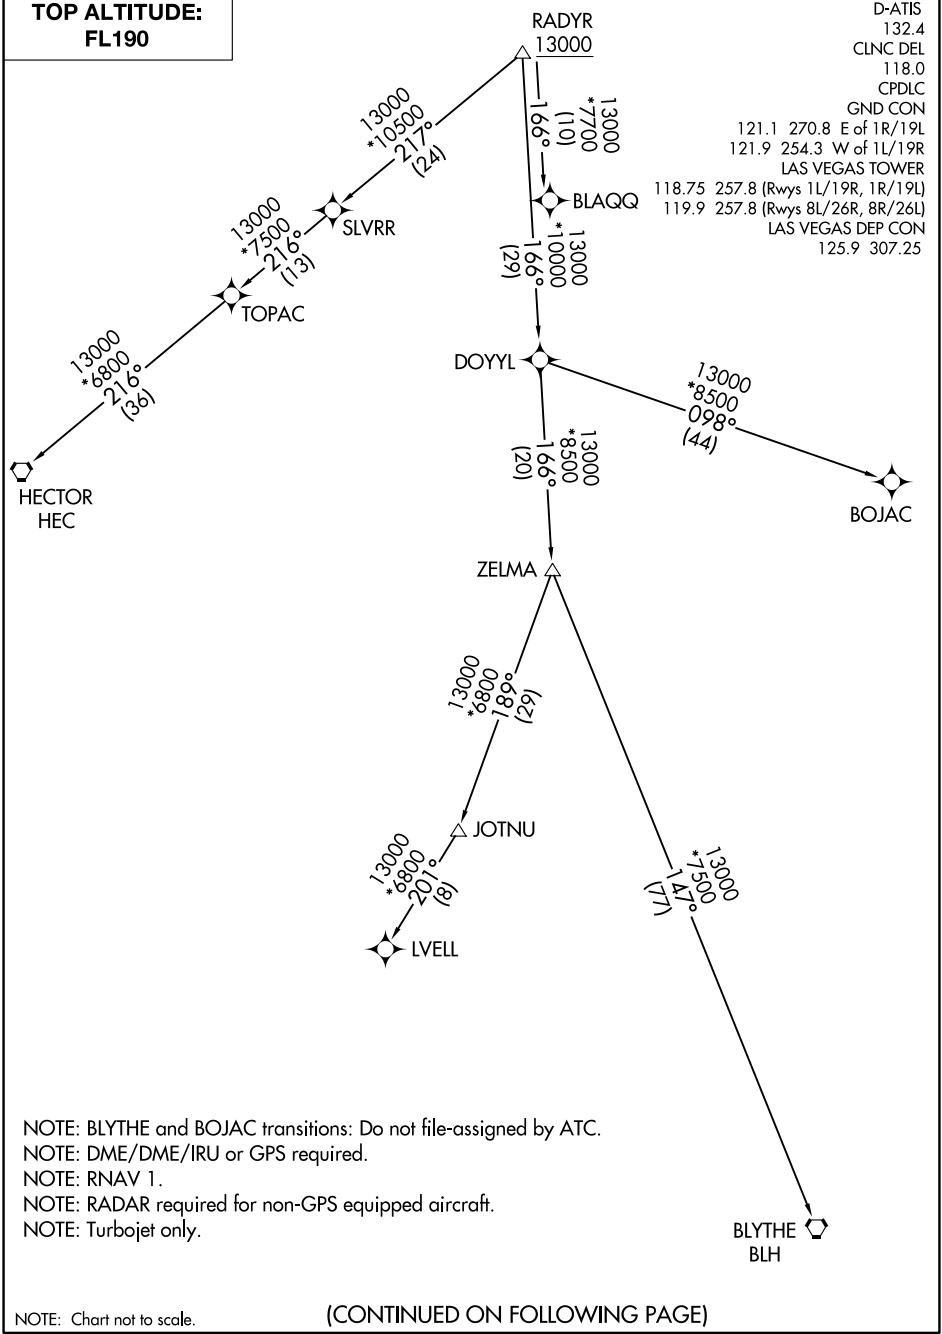 TOP ALTITUDE:
FL190
D-ATIS
132.4
CLNC DEL
118.0
CPDLC
GND CON
121.1 270.8 E of 1R/19L
121.9 254.3 W of 1L/19R
LAS VEGAS TOWER
118.75 257.8 (Rwys 1L/19R, 1R/19L)
119.9 257.8 (Rwys 8L/26R, 8R/26L)
LAS VEGAS DEP CON
125.9 307.25
RADYR
13000
13000
*10500
217°
(24)
13000
*7700
166°
(10)
BLAQQ
SLVRR
13000
*7500
216°
(13)
TOPAC
13000
*10000
166°
(29)
13000
*6800
216°
(36)
HECTOR
HEC
DOYYL
13000
*8500
098°
(44)
BOJAC
13000
*8500
166°
(20)
ZELMA
13000
*6800
189°
(29)
JOTNU
13000
*6800
201°
(8)
LVELL
13000
*7500
147°
(77)
BLYTHE
BLH
NOTE: BLYTHE and BOJAC transitions: Do not file-assigned by ATC.
NOTE: DME/DME/IRU or GPS required.
NOTE: RNAV 1.
NOTE: RADAR required for non-GPS equipped aircraft.
NOTE: Turbojet only.
NOTE: Chart not to scale.
(CONTINUED ON FOLLOWING PAGE)